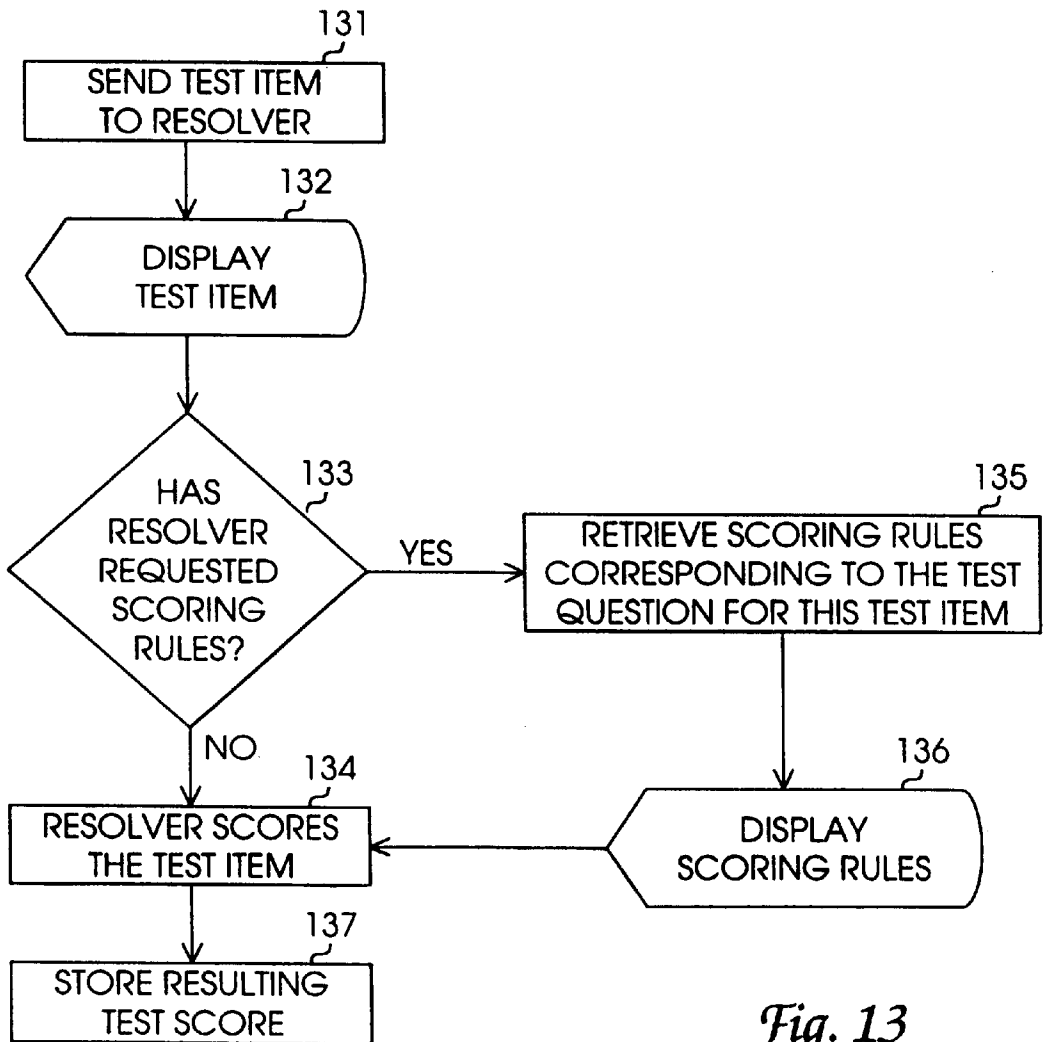 131
SEND TEST ITEM
TO RESOLVER
132
DISPLAY
TEST ITEM
133
HAS
RESOLVER
REQUESTED
SCORING
RULES?
YES
135
RETRIEVE SCORING RULES
CORRESPONDING TO THE TEST
QUESTION FOR THIS TEST ITEM
NO
134
RESOLVER SCORES
THE TEST ITEM
136
DISPLAY
SCORING RULES
137
STORE RESULTING
TEST SCORE
Fig. 13